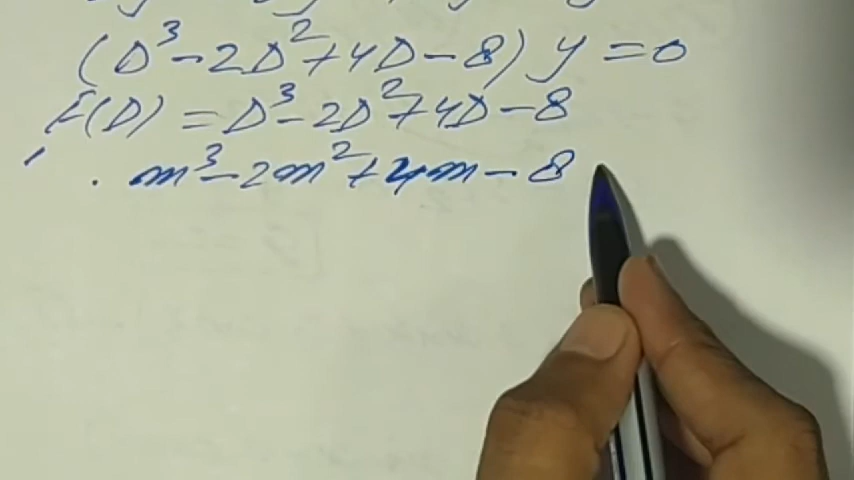 (D³-2D²+4D-8) y = 0
F(D) = D³-2D²+4D-8
m³-2m²+4m-8